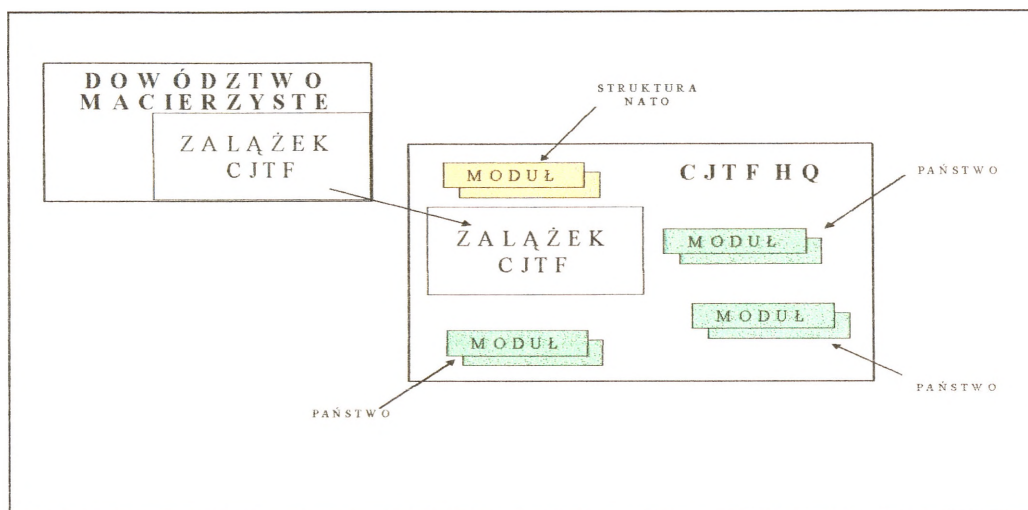 DOWÓDZTWO
MACIERZYSTE
ZALĄŻEK
CJTF
STRUKTURA
NATO
MODUŁ
CJTF HQ
PAŃSTWO
ZALĄŻEK
CJTF
MODUŁ
MODUŁ
MODUŁ
PAŃSTWO
PAŃSTWO